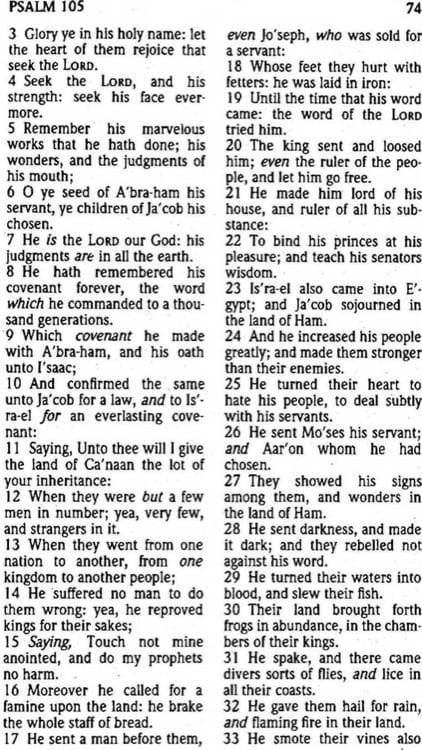 PSALM 105
74
3 Glory ye in his holy name: let
the heart of them rejoice that
seek the LORD.
4 Seek the LORD, and his
strength: seek his face ever-
more.
5 Remember his marvelous
works that he hath done; his
wonders, and the judgments of
his mouth;
6 O ye seed of A'bra-ham his
servant, ye children of Ja'cob his
chosen.
7 He is the LORD our God: his
judgments are in all the earth.
8 He hath remembered his
covenant forever, the word
which he commanded to a thou-
sand generations.
9 Which covenant he made
with A'bra-ham, and his oath
unto I'saac;
10 And confirmed the same
unto Ja'cob for a law, and to Is'-
ra-el for an everlasting cove-
nant:
11 Saying, Unto thee will I give
the land of Ca'naan the lot of
your inheritance:
12 When they were but a few
men in number; yea, very few,
and strangers in it.
13 When they went from one
nation to another, from one
kingdom to another people;
14 He suffered no man to do
them wrong: yea, he reproved
kings for their sakes;
15 Saying, Touch not mine
anointed, and do my prophets
no harm.
16 Moreover he called for a
famine upon the land: he brake
the whole staff of bread.
17 He sent a man before them,
even Jo'seph, who was sold for
a servant:
18 Whose feet they hurt with
fetters: he was laid in iron:
19 Until the time that his word
came: the word of the LORD
tried him.
20 The king sent and loosed
him; even the ruler of the peo-
ple, and let him go free.
21 He made him lord of his
house, and ruler of all his sub-
stance:
22 To bind his princes at his
pleasure; and teach his senators
wisdom.
23 Is'ra-el also came into E'-
gypt; and Ja'cob sojourned in
the land of Ham.
24 And he increased his people
greatly; and made them stronger
than their enemies.
25 He turned their heart to
hate his people, to deal subtly
with his servants.
26 He sent Mo'ses his servant;
and Aar'on whom he had
chosen.
27 They showed his signs
among them, and wonders in
the land of Ham.
28 He sent darkness, and made
it dark; and they rebelled not
against his word.
29 He turned their waters into
blood, and slew their fish.
30 Their land brought forth
frogs in abundance, in the cham-
bers of their kings.
31 He spake, and there came
divers sorts of flies, and lice in
all their coasts.
32 He gave them hail for rain,
and flaming fire in their land.
33 He smote their vines also